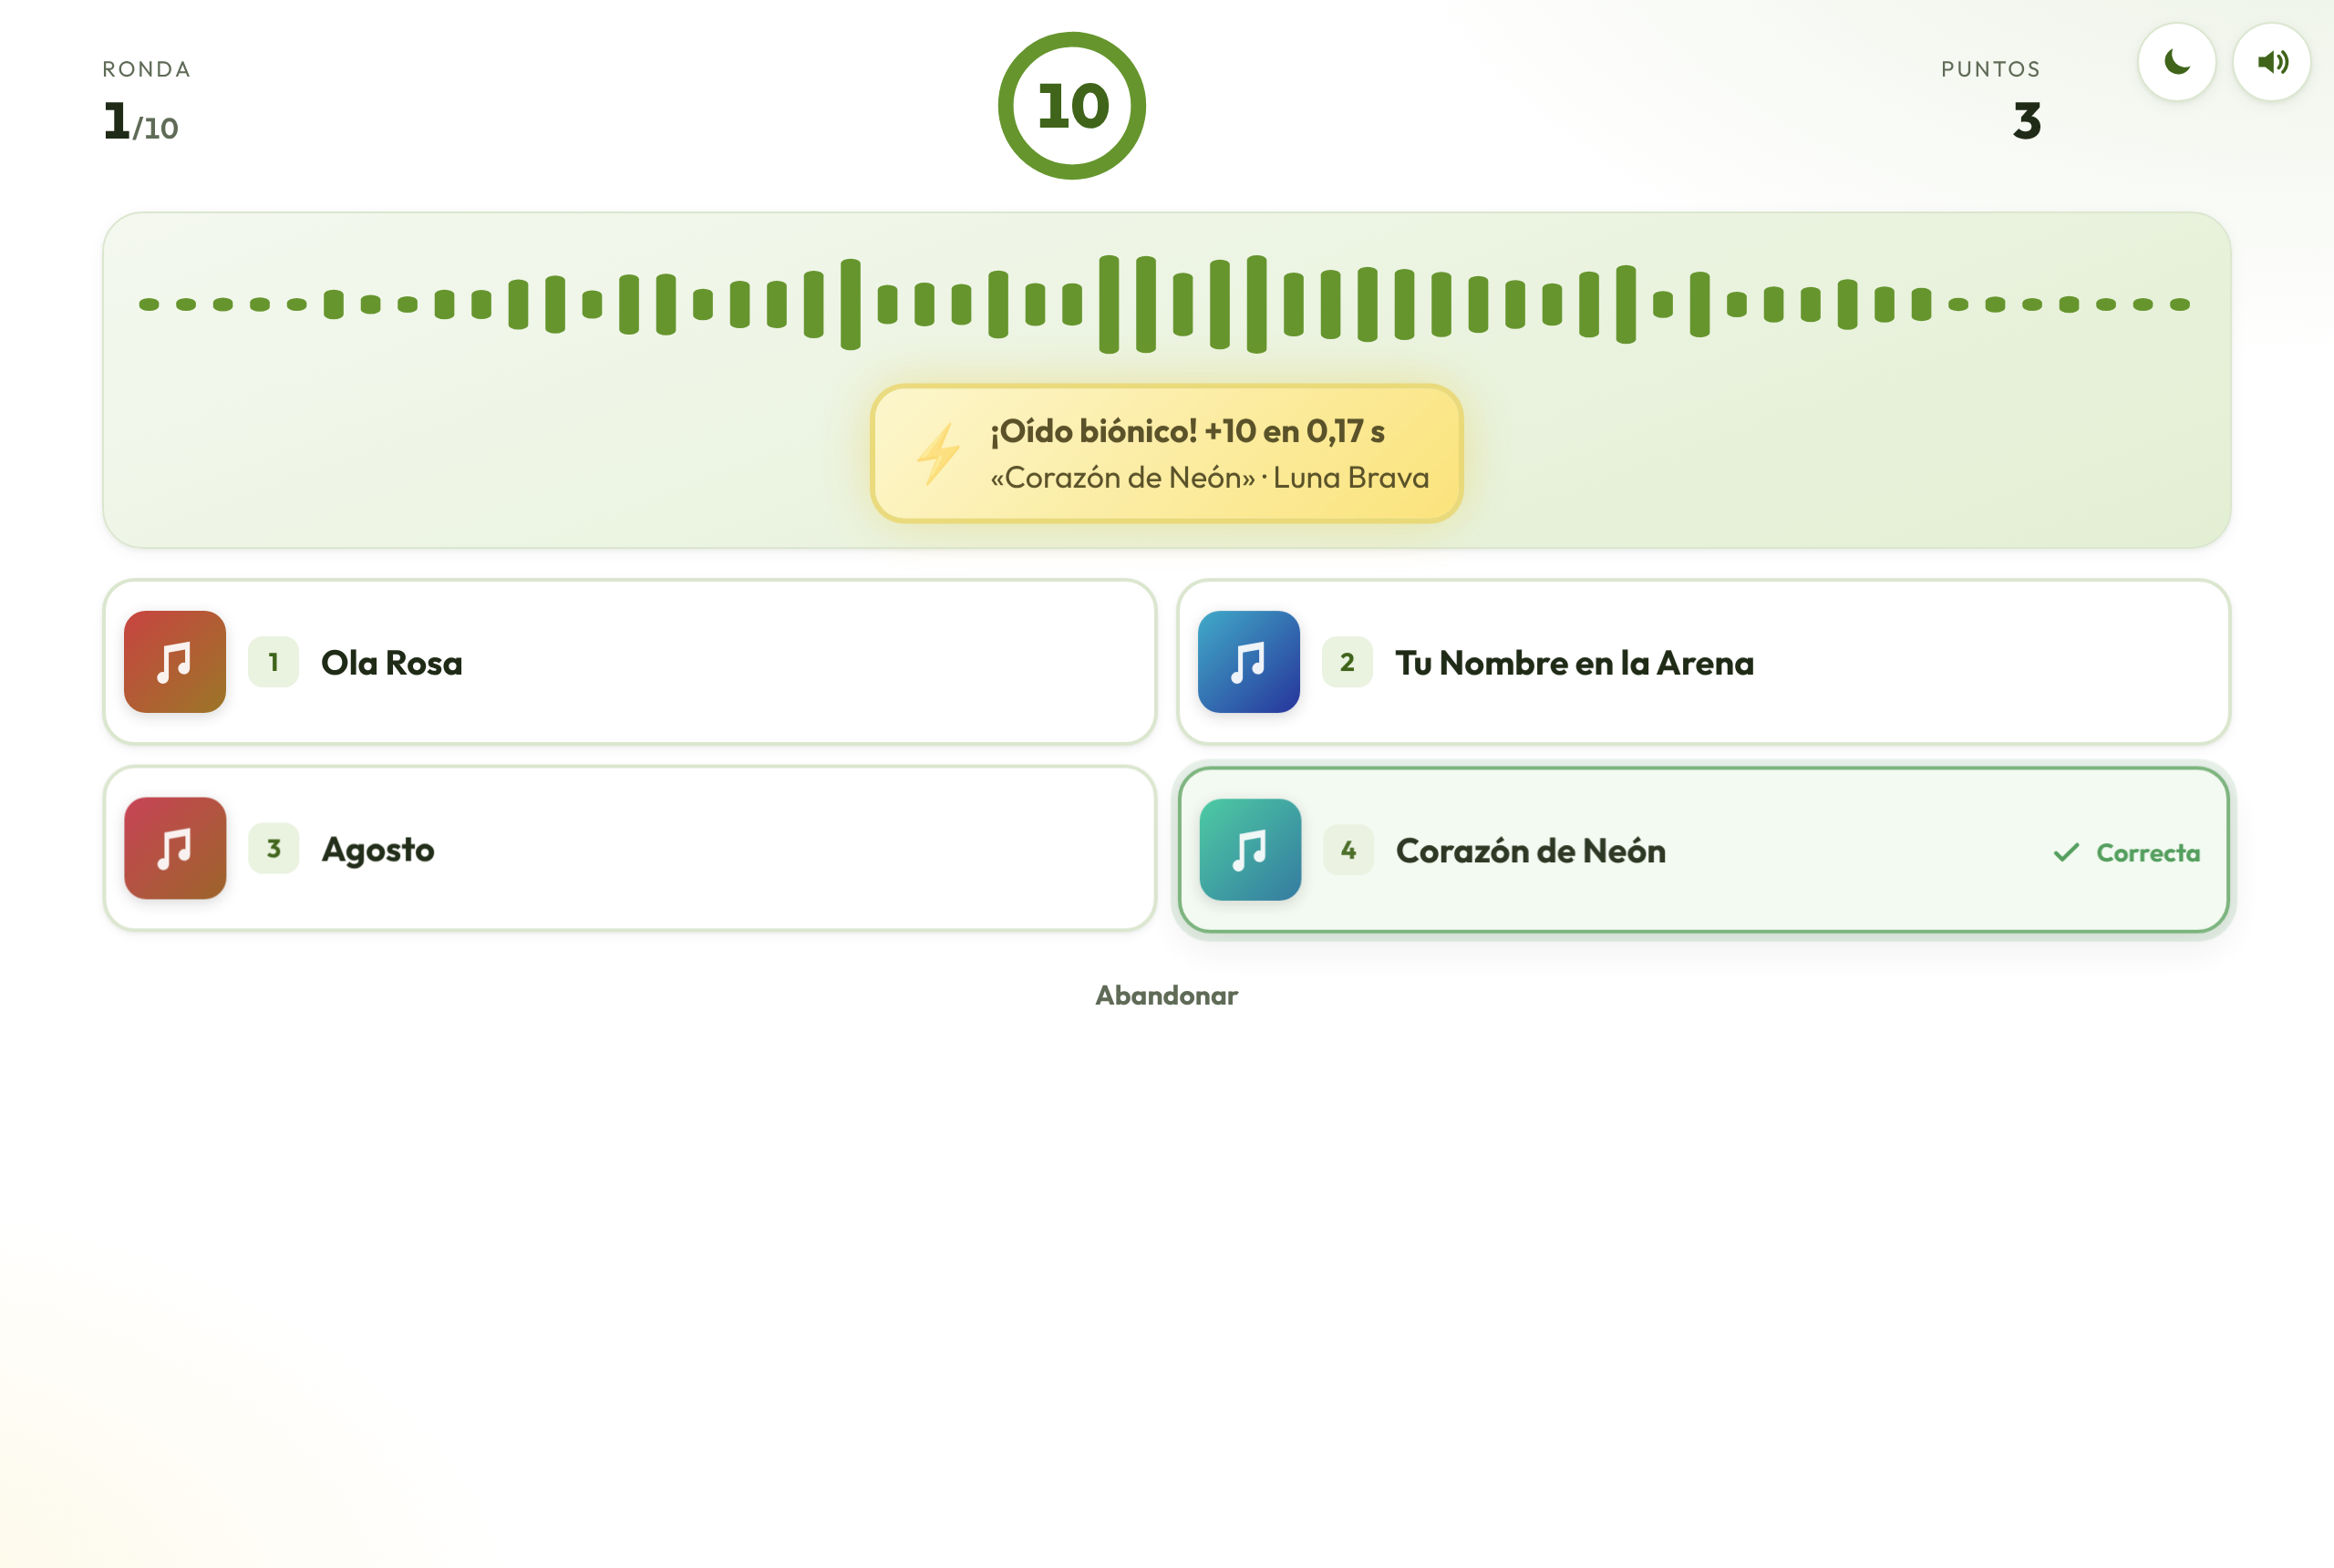 RONDA
1/10
10
PUNTOS
3
¡Oído biónico! +10 en 0,17 s
«Corazón de Neón» · Luna Brava
1 Ola Rosa
2 Tu Nombre en la Arena
3 Agosto
4 Corazón de Neón Correcta
Abandonar